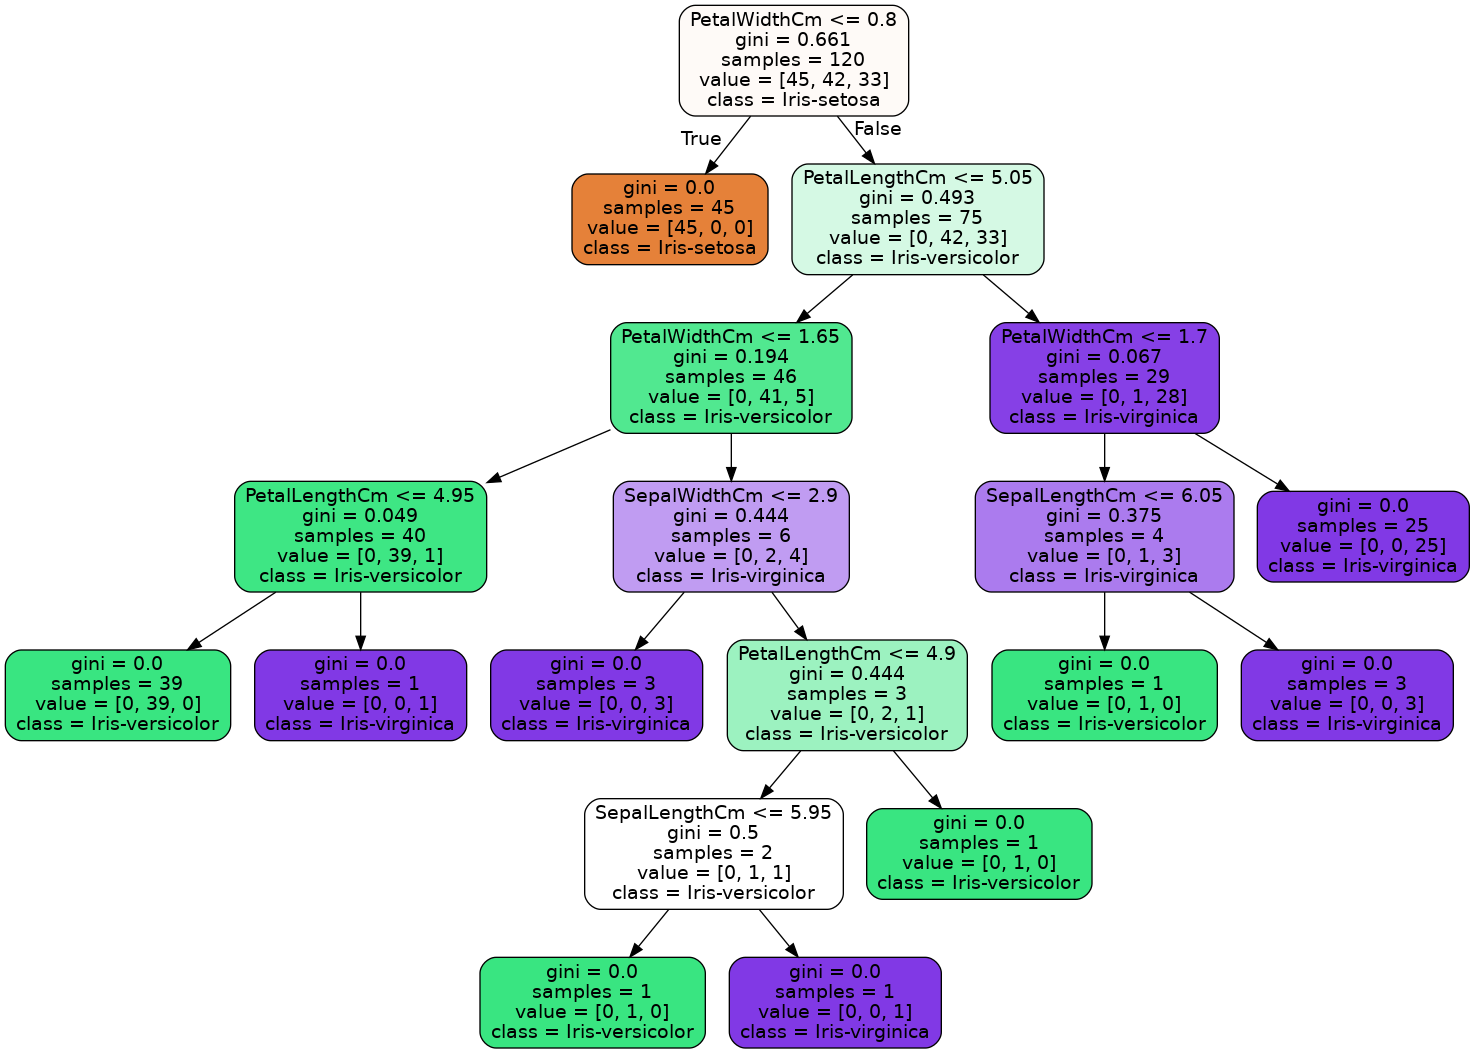 PetalWidthCm <= 0.8
gini = 0.661
samples = 120
value = [45, 42, 33]
class = Iris-setosa
True
False
gini = 0.0
samples = 45
value = [45, 0, 0]
class = Iris-setosa
PetalLengthCm <= 5.05
gini = 0.493
samples = 75
value = [0, 42, 33]
class = Iris-versicolor
PetalWidthCm <= 1.65
gini = 0.194
samples = 46
value = [0, 41, 5]
class = Iris-versicolor
PetalWidthCm <= 1.7
gini = 0.067
samples = 29
value = [0, 1, 28]
class = Iris-virginica
PetalLengthCm <= 4.95
gini = 0.049
samples = 40
value = [0, 39, 1]
class = Iris-versicolor
SepalWidthCm <= 2.9
gini = 0.444
samples = 6
value = [0, 2, 4]
class = Iris-virginica
SepalLengthCm <= 6.05
gini = 0.375
samples = 4
value = [0, 1, 3]
class = Iris-virginica
gini = 0.0
samples = 25
value = [0, 0, 25]
class = Iris-virginica
gini = 0.0
samples = 39
value = [0, 39, 0]
class = Iris-versicolor
gini = 0.0
samples = 1
value = [0, 0, 1]
class = Iris-virginica
gini = 0.0
samples = 3
value = [0, 0, 3]
class = Iris-virginica
PetalLengthCm <= 4.9
gini = 0.444
samples = 3
value = [0, 2, 1]
class = Iris-versicolor
gini = 0.0
samples = 1
value = [0, 1, 0]
class = Iris-versicolor
gini = 0.0
samples = 3
value = [0, 0, 3]
class = Iris-virginica
SepalLengthCm <= 5.95
gini = 0.5
samples = 2
value = [0, 1, 1]
class = Iris-versicolor
gini = 0.0
samples = 1
value = [0, 1, 0]
class = Iris-versicolor
gini = 0.0
samples = 1
value = [0, 1, 0]
class = Iris-versicolor
gini = 0.0
samples = 1
value = [0, 0, 1]
class = Iris-virginica